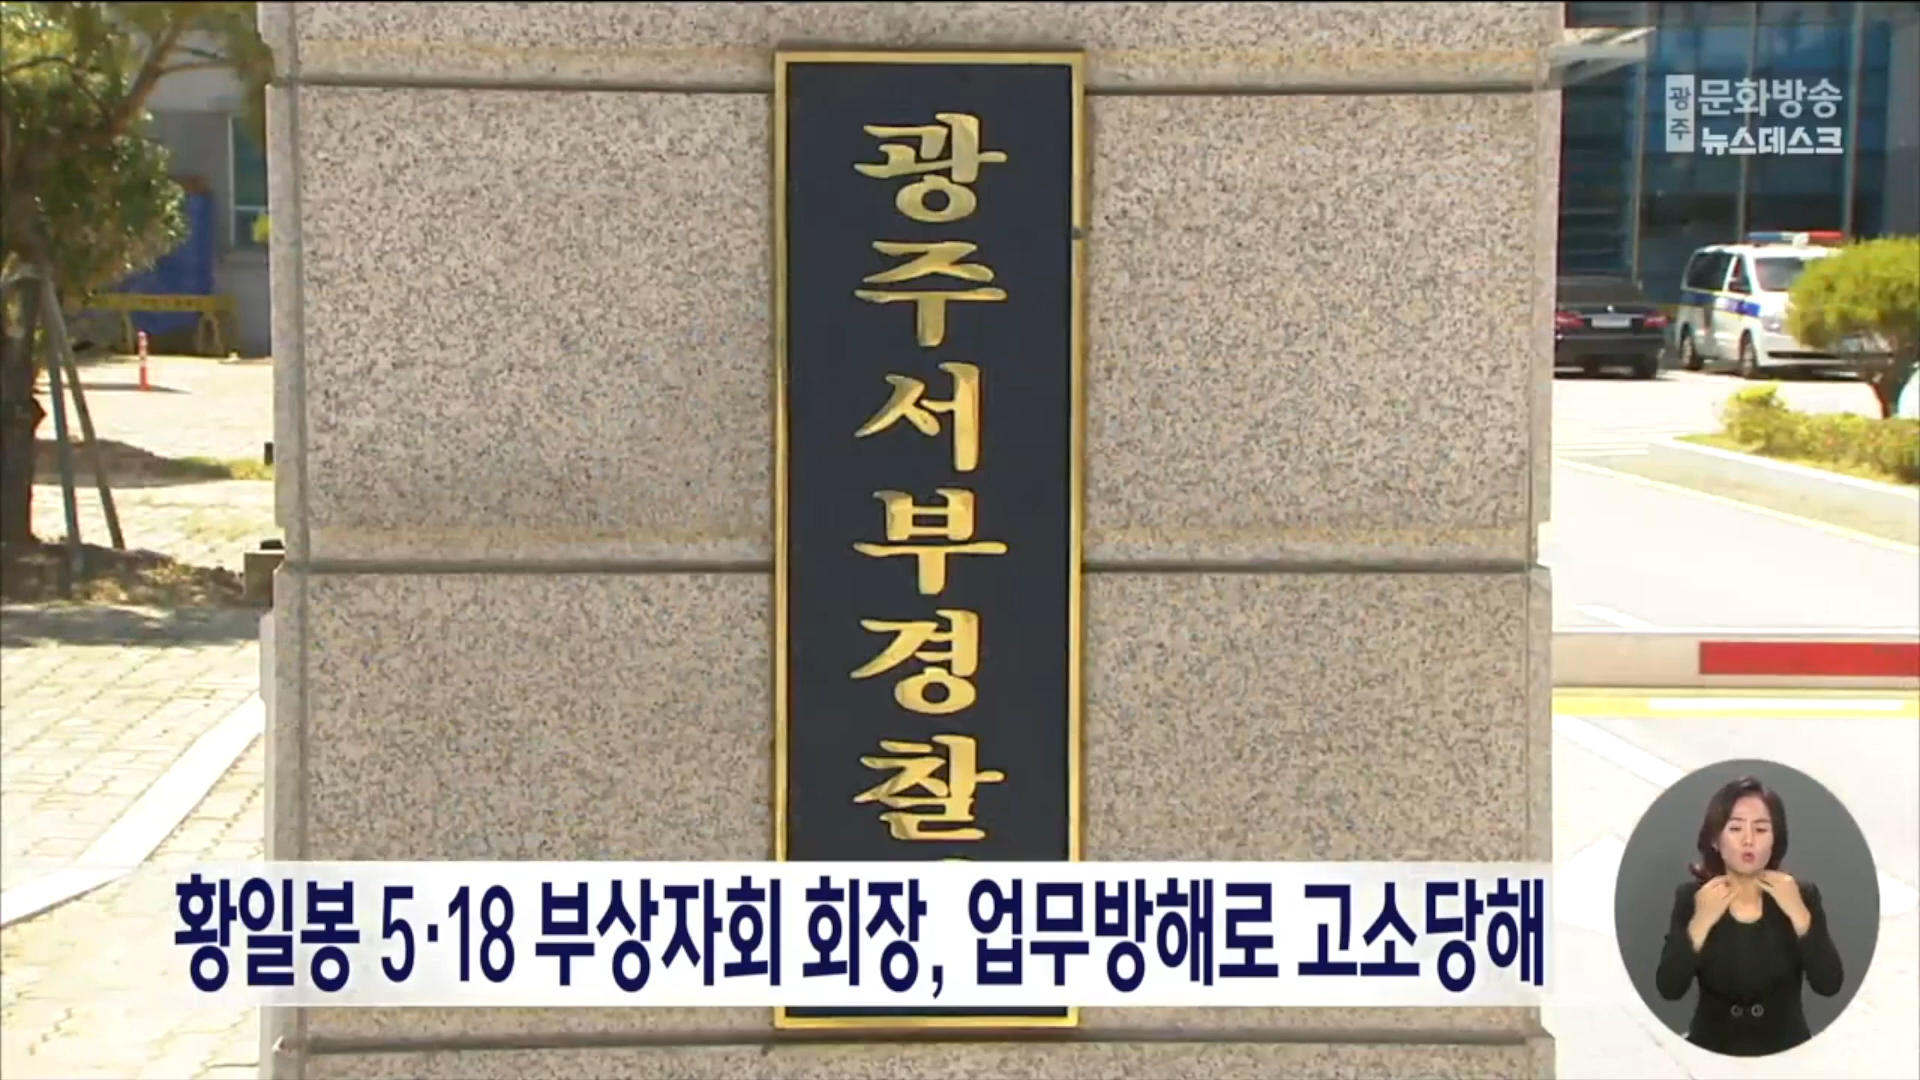 광주
문화방송
뉴스데스크
광주서부경찰
황일봉 5·18 부상자회 회장, 업무방해로 고소당해